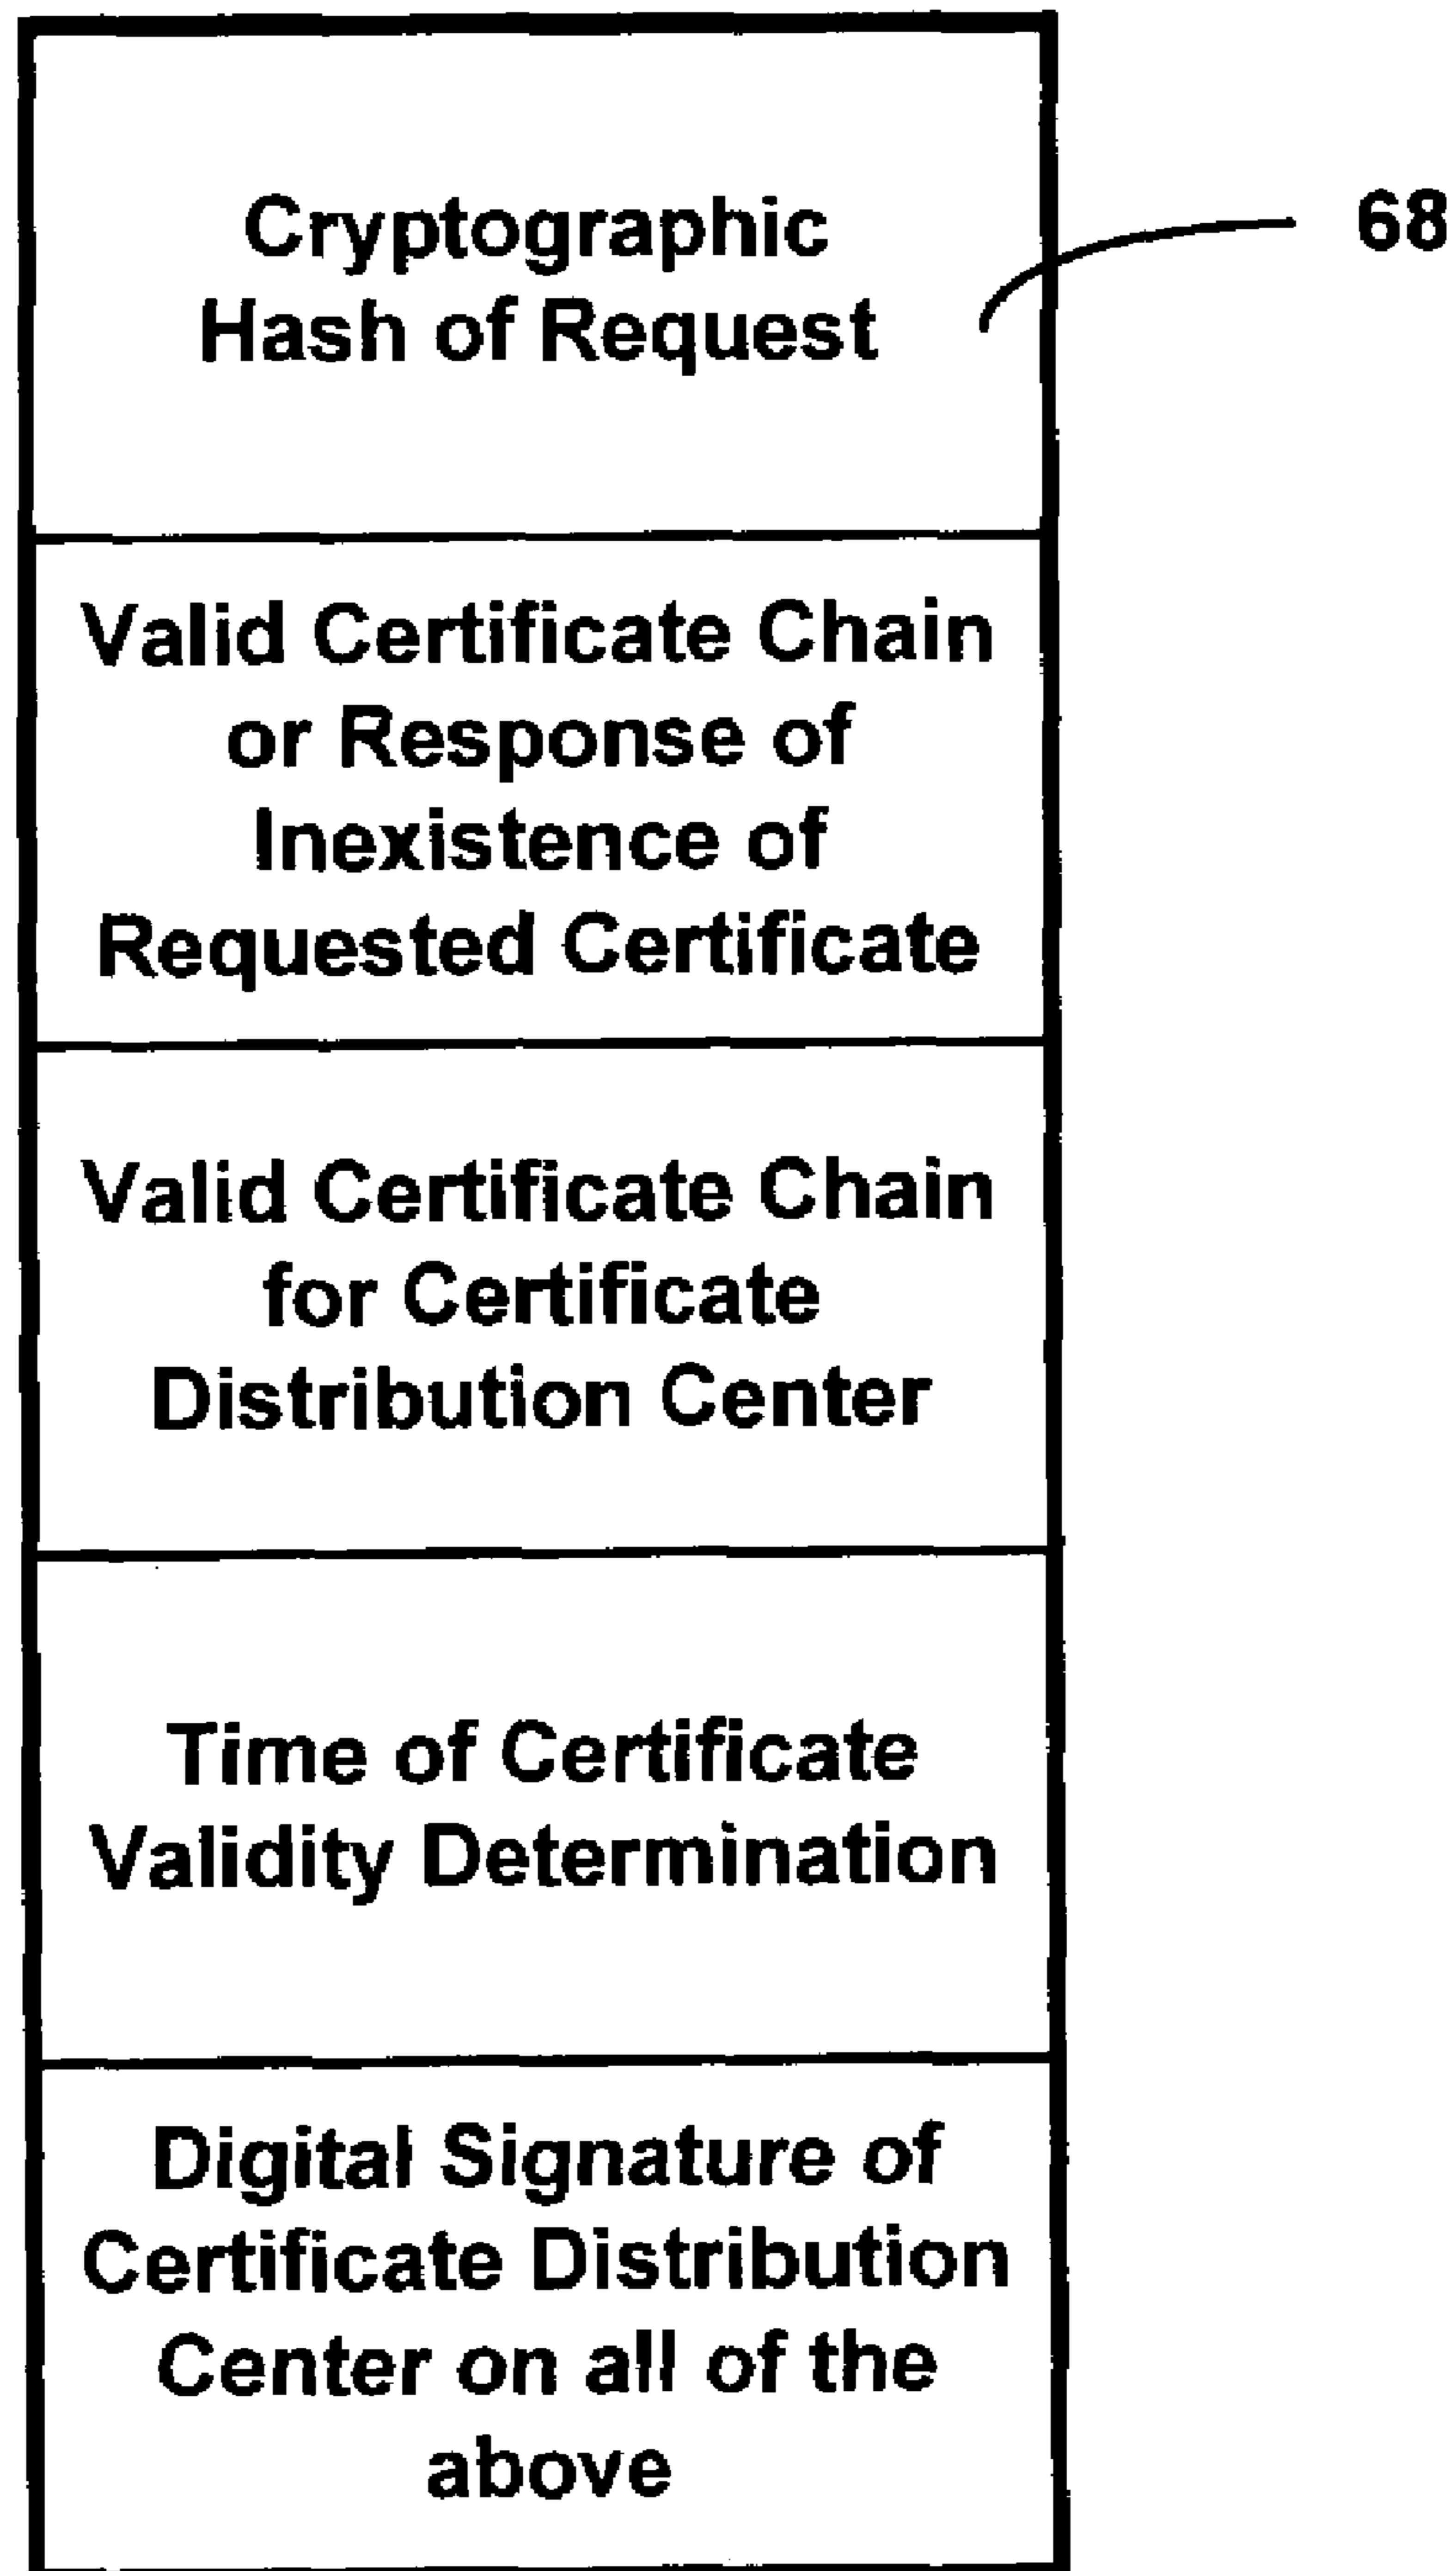 Cryptographic
Hash of Request
68
Valid Certificate Chain
or Response of
Inexistence of
Requested Certificate
Valid Certificate Chain
for Certificate
Distribution Center
Time of Certificate
Validity Determination
Digital Signature of
Certificate Distribution
Center on all of the
above